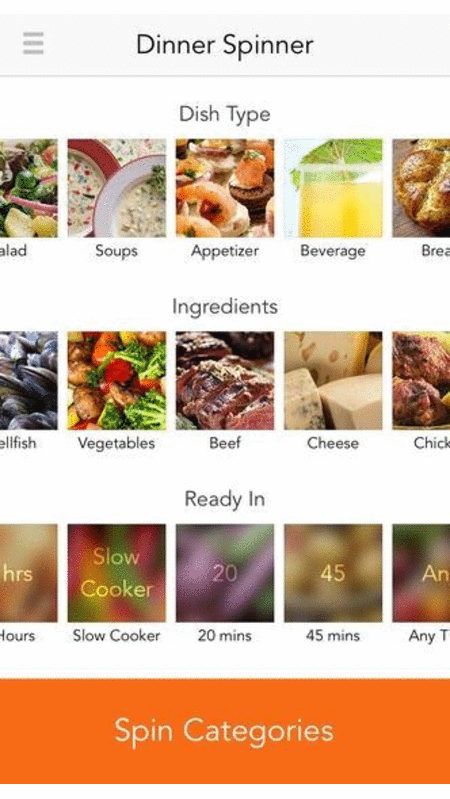 Dinner Spinner
Dish Type
alad Soups Appetizer Beverage Brea
Ingredients
ellfish Vegetables Beef Cheese Chick
Ready In
hrs Slow Cooker 20 45 An
Hours Slow Cooker 20 mins 45 mins Any T
Spin Categories